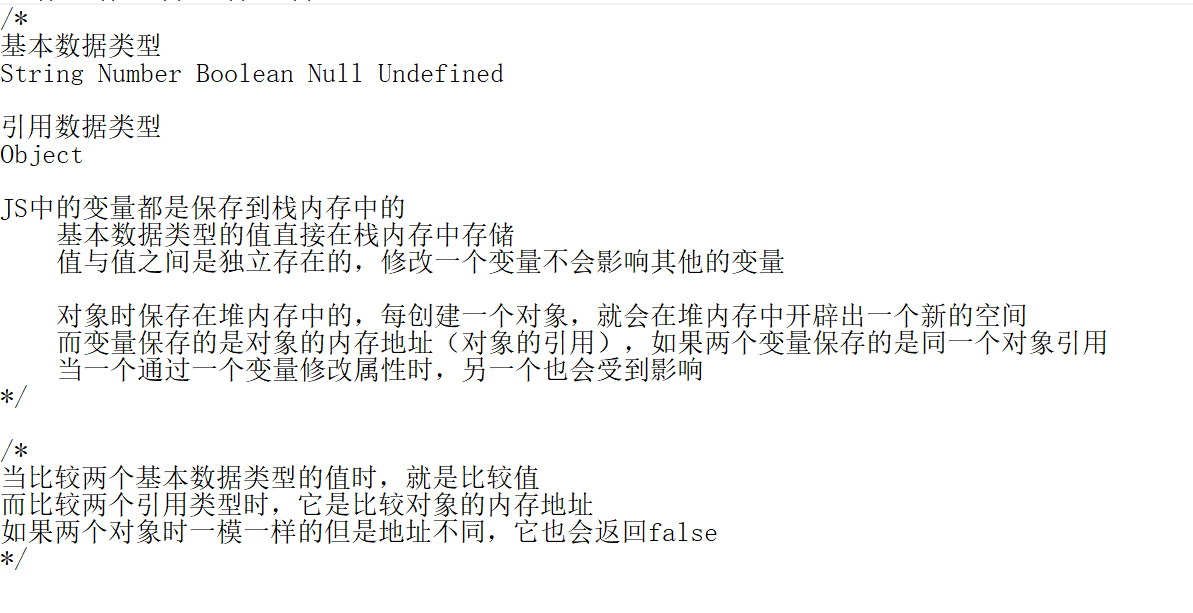 /*
基本数据类型
String Number Boolean Null Undefined
引用数据类型
Object
JS中的变量都是保存到栈内存中的
基本数据类型的值直接在栈内存中存储
值与值之间是独立存在的，修改一个变量不会影响其他的变量
对象时保存在堆内存中的，每创建一个对象，就会在堆内存中开辟出一个新的空间
而变量保存的是对象的内存地址（对象的引用），如果两个变量保存的是同一个对象引用
当一个通过一个变量修改属性时，另一个也会受到影响
*/
/*
当比较两个基本数据类型的值时，就是比较值
而比较两个引用类型时，它是比较对象的内存地址
如果两个对象时一模一样的但是地址不同，它也会返回false
*/